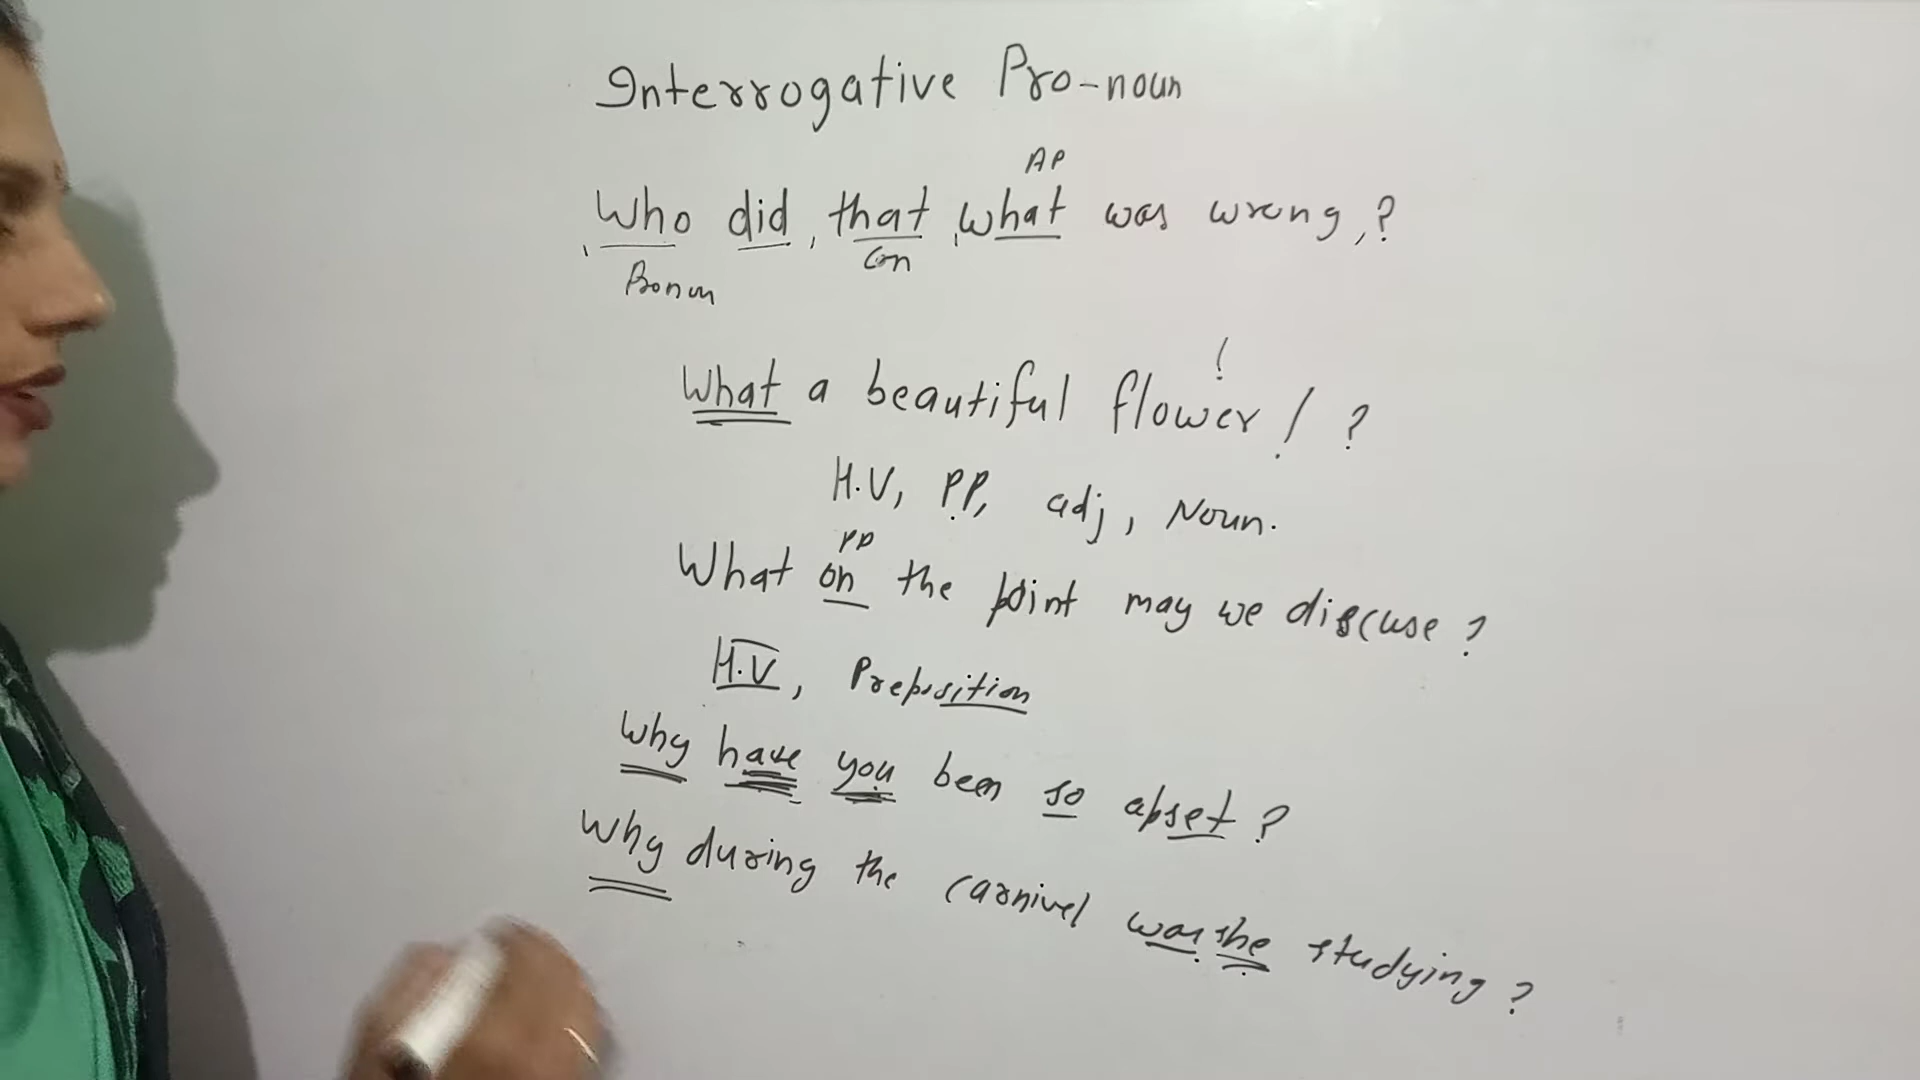 Interrogative Pro-noun
AP
Who did, that, what was wrong,?
Con
Pronoun
!
What a beautiful flower! ?
H.V, PP, adj, Noun.
PP
What on the point may we discuse?
H.V, Preposition
Why have you been so apset?
Why during the carnivel was she studying?